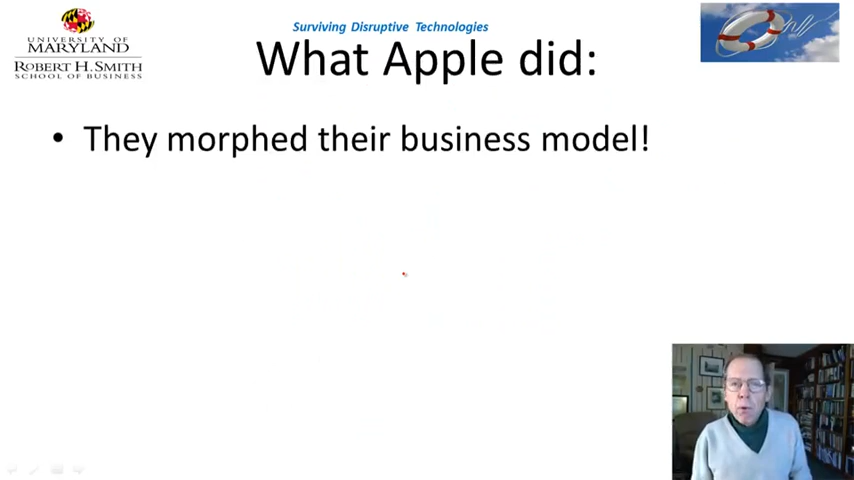 Surviving Disruptive Technologies
UNIVERSITY OF
MARYLAND
ROBERT H. SMITH
SCHOOL OF BUSINESS
What Apple did:
• They morphed their business model!